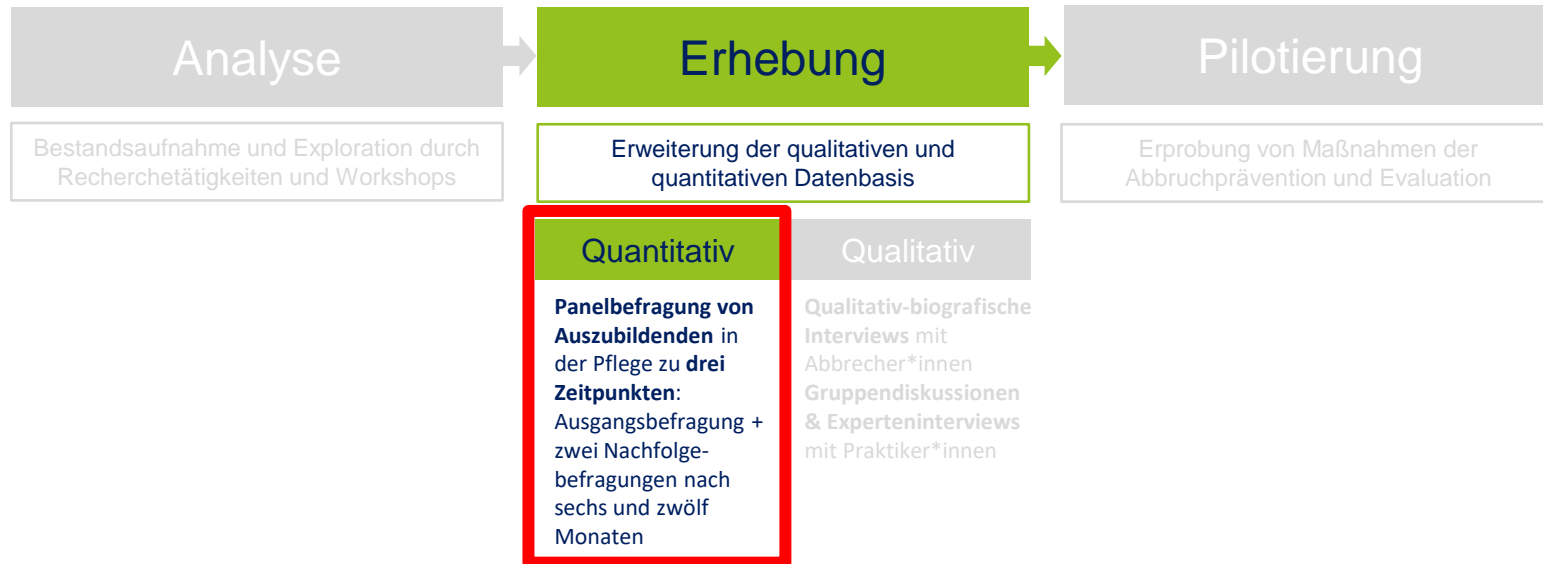 Analyse
Erhebung
Pilotierung
Bestandsaufnahme und Exploration durch
Recherchetätigkeiten und Workshops
Erweiterung der qualitativen und
quantitativen Datenbasis
Erprobung von Maßnahmen der
Abbruchprävention und Evaluation
Quantitativ
Panelbefragung von
Auszubildenden in
der Pflege zu drei
Zeitpunkten:
Ausgangsbefragung +
zwei Nachfolge-
befragungen nach
sechs und zwölf
Monaten
Qualitativ
Qualitativ-biografische
Interviews mit
Abbrecher*innen
Gruppendiskussionen
& Experteninterviews
mit Praktiker*innen